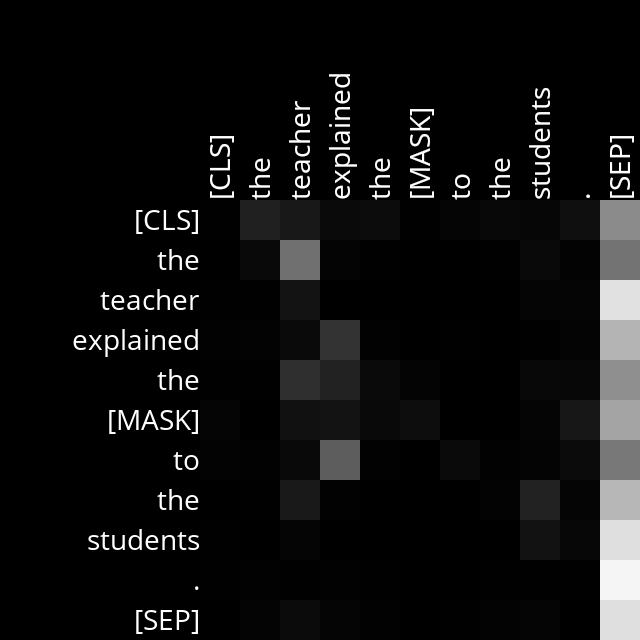 [CLS] the teacher explained the [MASK] to the students . [SEP]
[CLS]
the
teacher
explained
the
[MASK]
to
the
students
.
[SEP]